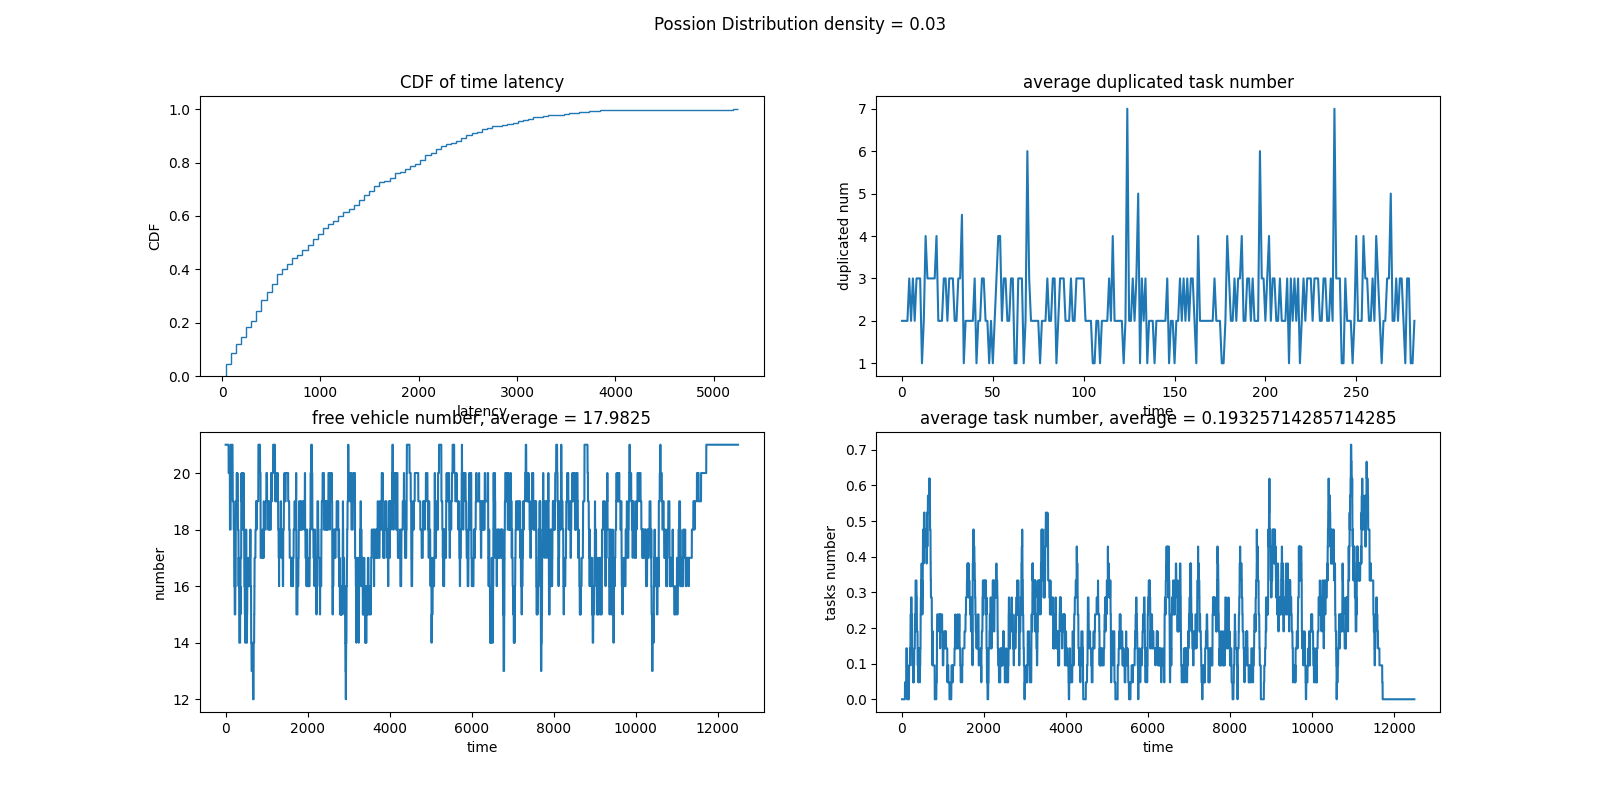 Possion Distribution density = 0.03
CDF of time latency
CDF
1.0
0.8
0.6
0.4
0.2
0.0
0 1000 2000 3000 4000 5000
latency
average duplicated task number
duplicated num
7
6
5
4
3
2
1
0 50 100 150 200 250
time
free vehicle number, average = 17.9825
number
20
18
16
14
12
0 2000 4000 6000 8000 10000 12000
time
average task number, average = 0.19325714285714285
tasks number
0.7
0.6
0.5
0.4
0.3
0.2
0.1
0.0
0 2000 4000 6000 8000 10000 12000
time